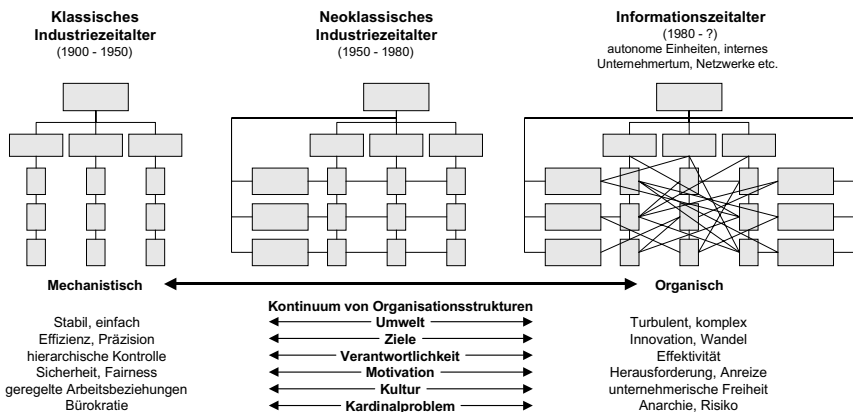 Klassisches
Industriezeitalter
(1900 - 1950)
Neoklassisches
Industriezeitalter
(1950 - 1980)
Informationszeitalter
(1980 - ?)
autonome Einheiten, internes
Unternehmertum, Netzwerke etc.
Mechanistisch
Organisch
Kontinuum von Organisationsstrukturen
Stabil, einfach
Umwelt
Turbulent, komplex
Effizienz, Präzision
Ziele
Innovation, Wandel
hierarchische Kontrolle
Verantwortlichkeit
Effektivität
Sicherheit, Fairness
Motivation
Herausforderung, Anreize
geregelte Arbeitsbeziehungen
Kultur
unternehmerische Freiheit
Bürokratie
Kardinalproblem
Anarchie, Risiko